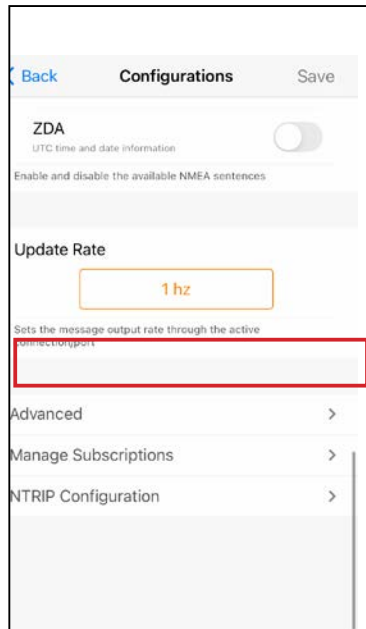 Back Configurations Save
ZDA
UTC time and date information
Enable and disable the available NMEA sentences
Update Rate
1 hz
Sets the message output rate through the active
connection/port
Advanced
Manage Subscriptions
NTRIP Configuration